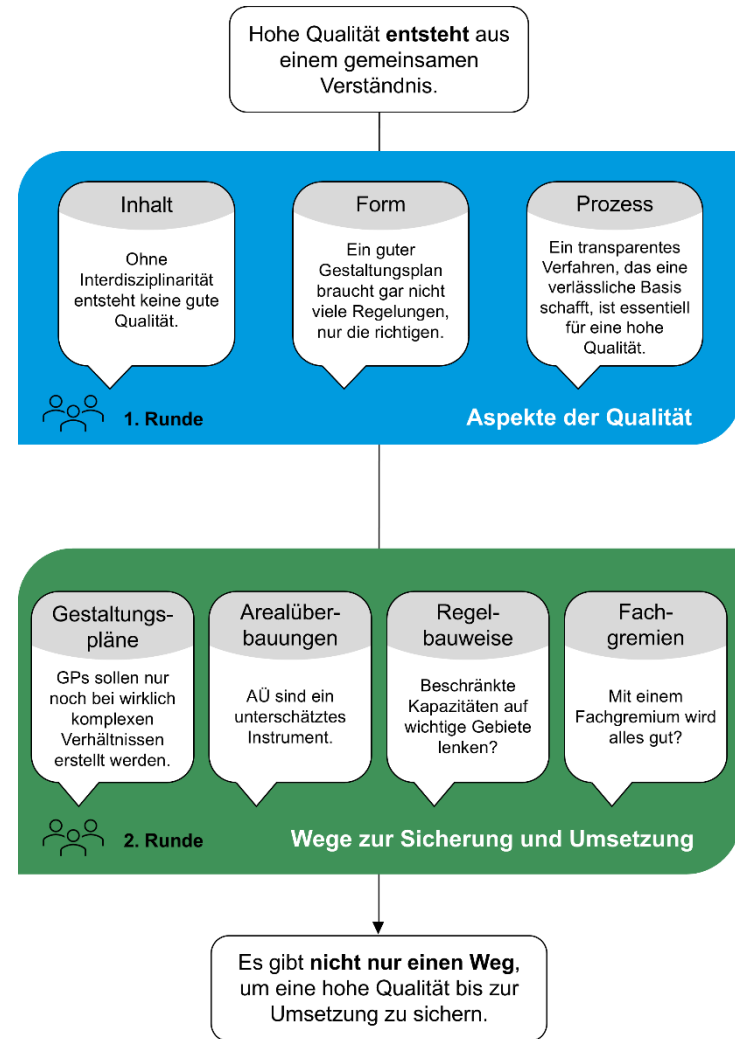 Hohe Qualität entsteht aus
einem gemeinsamen
Verständnis.
Inhalt
Ohne
Interdisziplinarität
entsteht keine gute
Qualität.
Form
Ein guter
Gestaltungsplan
braucht gar nicht
viele Regelungen,
nur die richtigen.
Prozess
Ein transparentes
Verfahren, das eine
verlässliche Basis
schafft, ist essentiell
für eine hohe
Qualität.
1. Runde
Aspekte der Qualität
Gestaltungs-
pläne
GPs sollen nur
noch bei wirklich
komplexen
Verhältnissen
erstellt werden.
Arealüber-
bauungen
AÜ sind ein
unterschätztes
Instrument.
Regel-
bauweise
Beschränkte
Kapazitäten auf
wichtige Gebiete
lenken?
Fach-
gremien
Mit einem
Fachgremium wird
alles gut?
2. Runde
Wege zur Sicherung und Umsetzung
Es gibt nicht nur einen Weg,
um eine hohe Qualität bis zur
Umsetzung zu sichern.